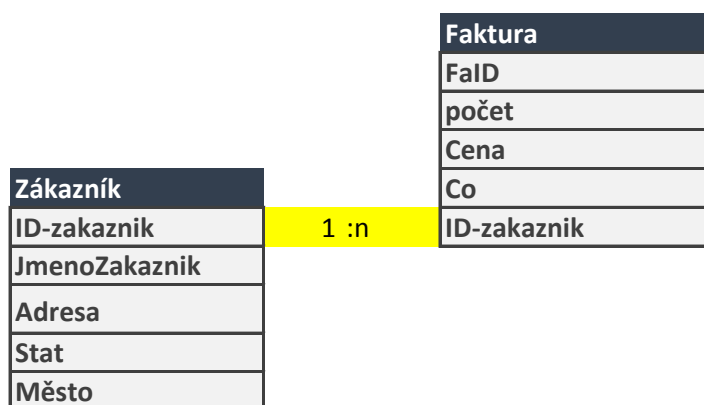 Faktura
FaID
počet
Cena
Co
ID-zakaznik
Zákazník
ID-zakaznik
1 :n
JmenoZakaznik
Adresa
Stat
Město